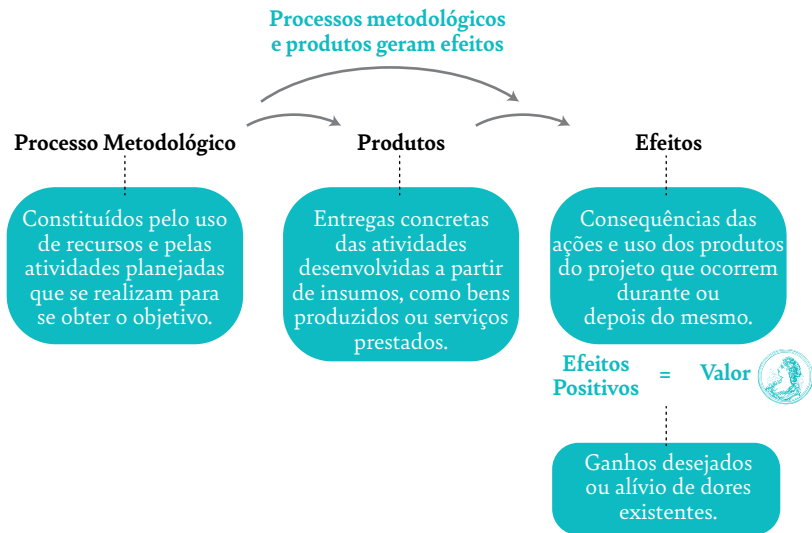 Processos metodológicos
e produtos geram efeitos
Processo Metodológico
Produtos
Efeitos
Constituídos pelo uso
de recursos e pelas
atividades planejadas
que se realizam para
se obter o objetivo.
Entregas concretas
das atividades
desenvolvidas a partir
de insumos, como bens
produzidos ou serviços
prestados.
Consequências das
ações e uso dos produtos
do projeto que ocorrem
durante ou
depois do mesmo.
Efeitos
Positivos
=
Valor
Ganhos desejados
ou alívio de dores
existentes.